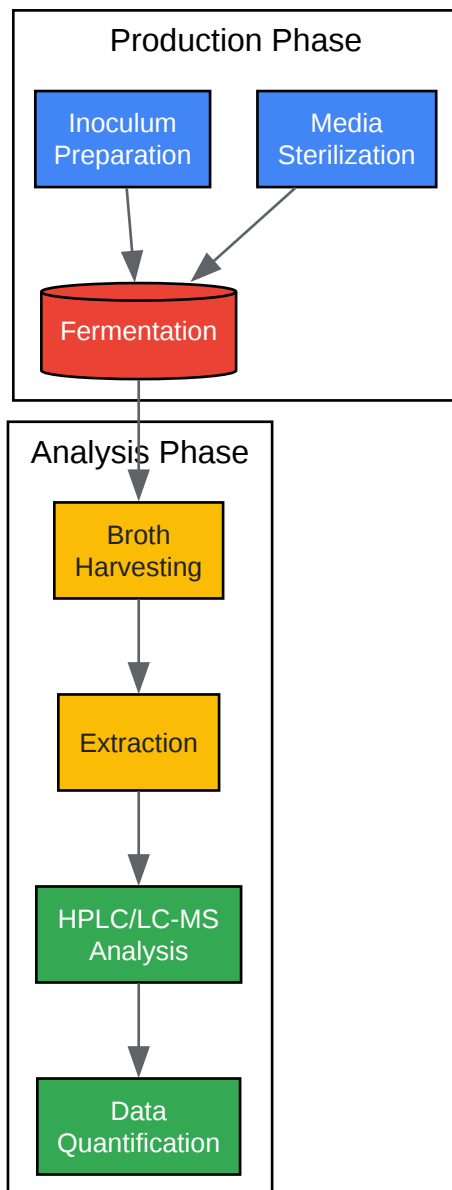 Production Phase
Inoculum
Preparation
Media
Sterilization
Fermentation
Analysis Phase
Broth
Harvesting
Extraction
HPLC/LC-MS
Analysis
Data
Quantification